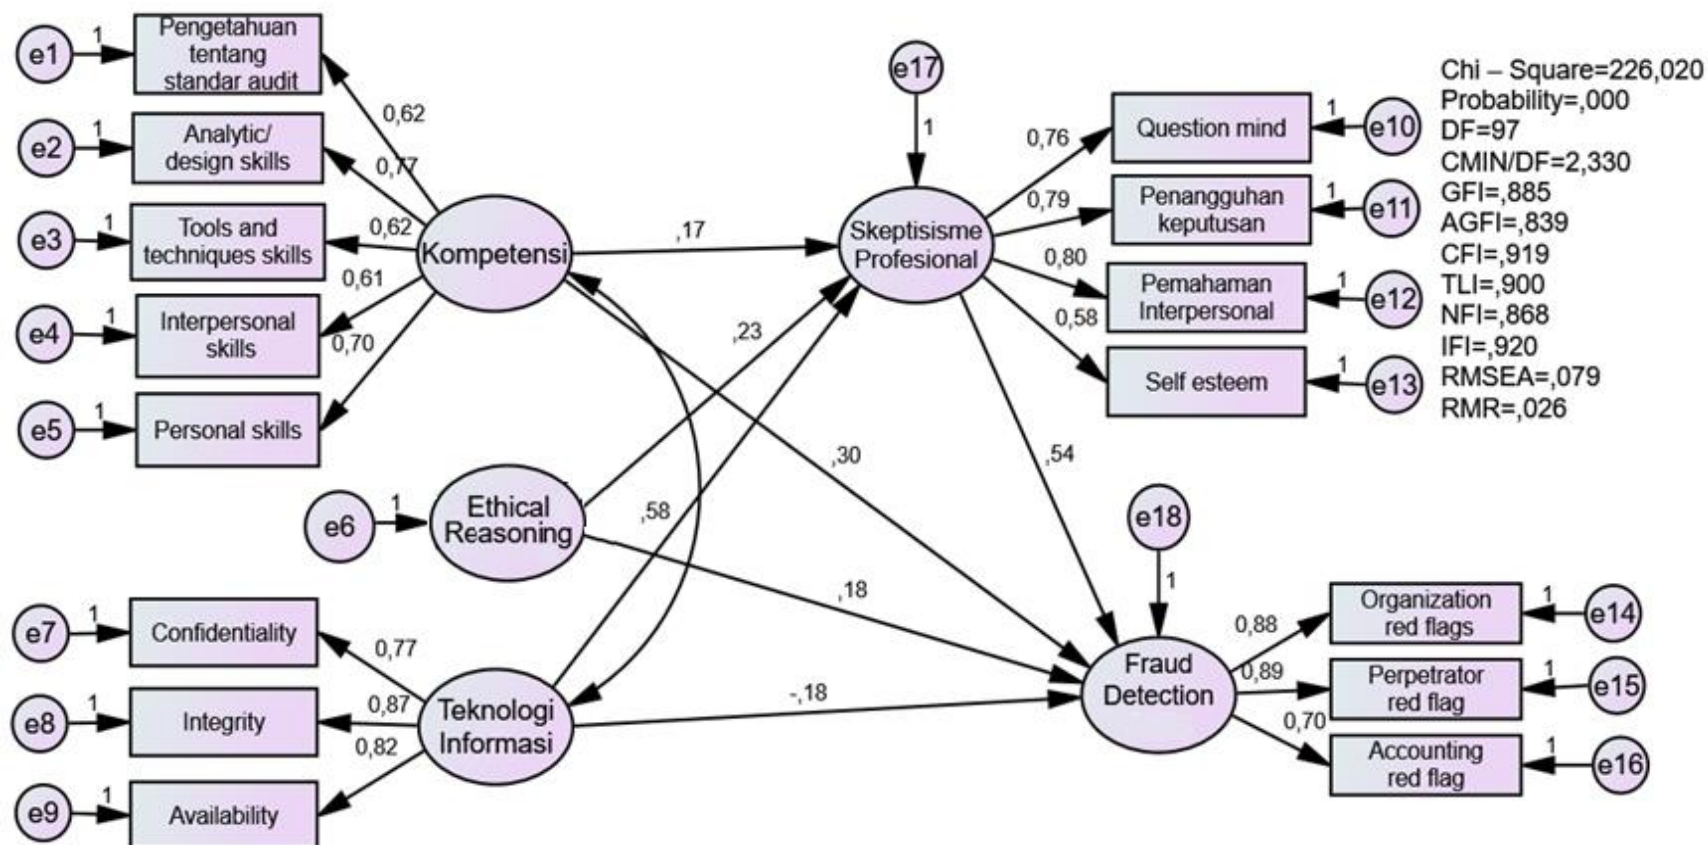 e1
1
Pengetahuan
tentang
standar audit
0,62
e2
1
Analytic/
design skills
0,77
e3
1
Tools and
techniques skills
0,62
e4
1
Interpersonal
skills
0,61
e5
1
Personal skills
0,70
Kompetensi
,17
,30
e6
1
Ethical
Reasoning
,23
,18
e7
1
Confidentiality
0,77
e8
1
Integrity
0,87
e9
1
Availability
0,82
Teknologi
Informasi
,58
-,18
e17
1
Skeptisisme
Profesional
,54
0,76
Question mind
1
e10
0,79
Penangguhan
keputusan
1
e11
0,80
Pemahaman
Interpersonal
1
e12
0,58
Self esteem
1
e13
e18
1
Fraud
Detection
0,88
Organization
red flags
1
e14
0,89
Perpetrator
red flag
1
e15
0,70
Accounting
red flag
1
e16
Chi – Square=226,020
Probability=,000
DF=97
CMIN/DF=2,330
GFI=,885
AGFI=,839
CFI=,919
TLI=,900
NFI=,868
IFI=,920
RMSEA=,079
RMR=,026